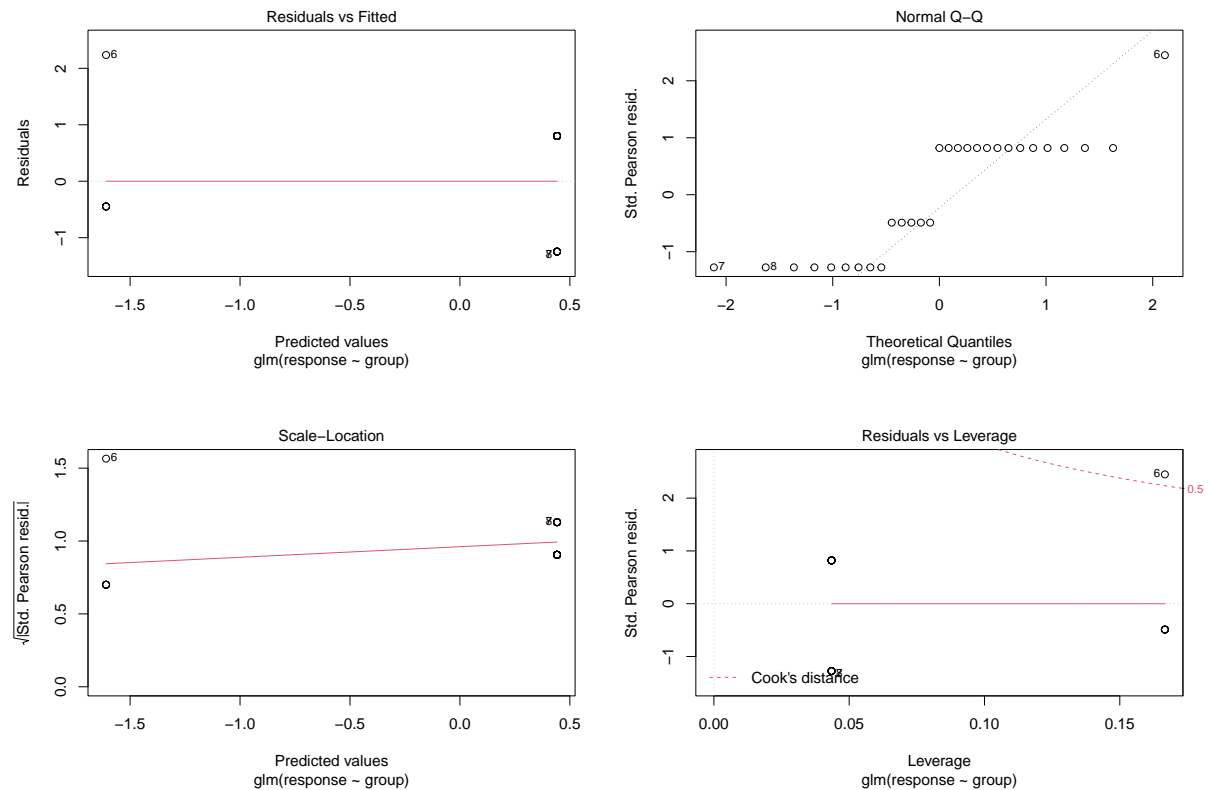 Residuals vs Fitted
Residuals
2
1
0
−1
6
8
7
−1.5
−1.0
−0.5
0.0
0.5
Predicted values
glm(response ~ group)
Normal Q−Q
Std. Pearson resid.
2
1
0
−1
6
7
8
−2
−1
0
1
2
Theoretical Quantiles
glm(response ~ group)
Scale−Location
√|Std. Pearson resid.|
1.5
1.0
0.5
0.0
6
8
7
−1.5
−1.0
−0.5
0.0
0.5
Predicted values
glm(response ~ group)
Residuals vs Leverage
Std. Pearson resid.
2
1
0
−1
6
0.5
Cook's distance
0.00
0.05
0.10
0.15
Leverage
glm(response ~ group)